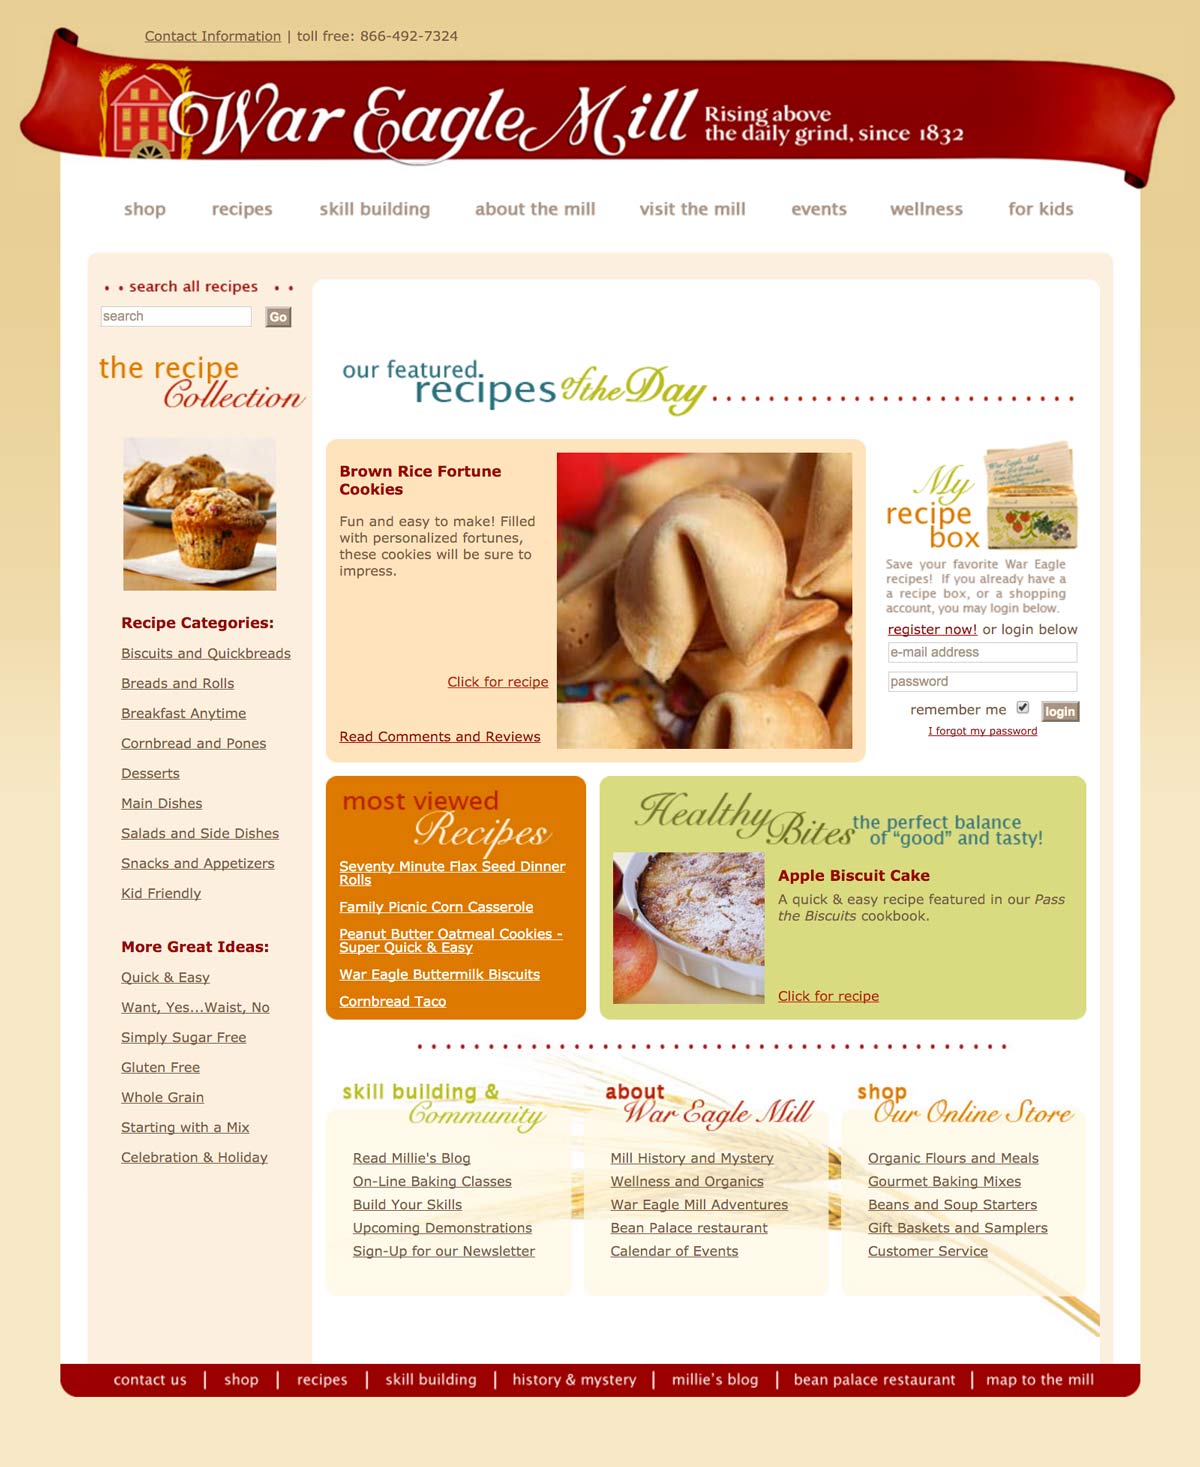 Contact Information | toll free: 866-492-7324
War Eagle Mill
Rising above
the daily grind, since 1832
shop recipes skill building about the mill visit the mill events wellness for kids
search all recipes
search Go
the recipe
Collection
Recipe Categories:
Biscuits and Quickbreads
Breads and Rolls
Breakfast Anytime
Cornbread and Pones
Desserts
Main Dishes
Salads and Side Dishes
Snacks and Appetizers
Kid Friendly
More Great Ideas:
Quick & Easy
Want, Yes...Waist, No
Simply Sugar Free
Gluten Free
Whole Grain
Starting with a Mix
Celebration & Holiday
our featured
recipes of the Day
Brown Rice Fortune
Cookies
Fun and easy to make! Filled
with personalized fortunes,
these cookies will be sure to
impress.
Click for recipe
Read Comments and Reviews
My
recipe
box
War Eagle Mill
Save your favorite War Eagle
recipes! If you already have a
a recipe box, or a shopping
account, you may login below.
register now! or login below
e-mail address
password
remember me login
I forgot my password
most viewed
Recipes
Seventy Minute Flax Seed Dinner
Rolls
Family Picnic Corn Casserole
Peanut Butter Oatmeal Cookies -
Super Quick & Easy
War Eagle Buttermilk Biscuits
Cornbread Taco
Healthy Bites
the perfect balance
of “good” and tasty!
Apple Biscuit Cake
A quick & easy recipe featured in our Pass
the Biscuits cookbook.
Click for recipe
skill building &
Community
Read Millie's Blog
On-Line Baking Classes
Build Your Skills
Upcoming Demonstrations
Sign-Up for our Newsletter
about
War Eagle Mill
Mill History and Mystery
Wellness and Organics
War Eagle Mill Adventures
Bean Palace restaurant
Calendar of Events
shop
Our Online Store
Organic Flours and Meals
Gourmet Baking Mixes
Beans and Soup Starters
Gift Baskets and Samplers
Customer Service
contact us | shop | recipes | skill building | history & mystery | millie's blog | bean palace restaurant | map to the mill